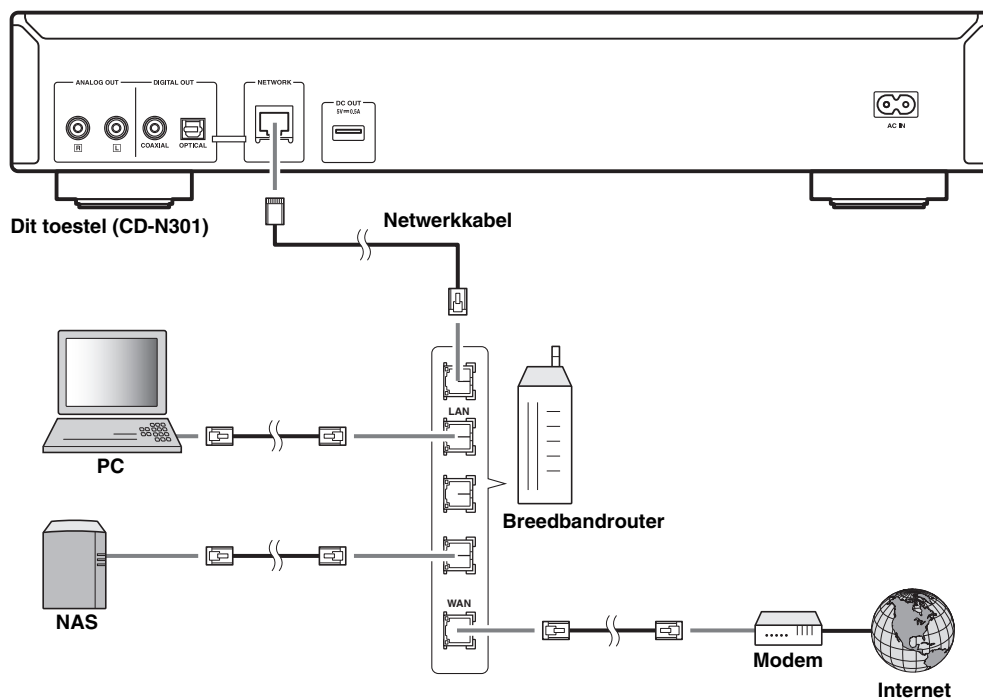 ANALOG OUT
DIGITAL OUT
NETWORK
DC OUT
5V⎓0.5A
R
L
COAXIAL
OPTICAL
AC IN
Dit toestel (CD-N301)
Netwerkkabel
LAN
PC
Breedbandrouter
NAS
WAN
Modem
Internet